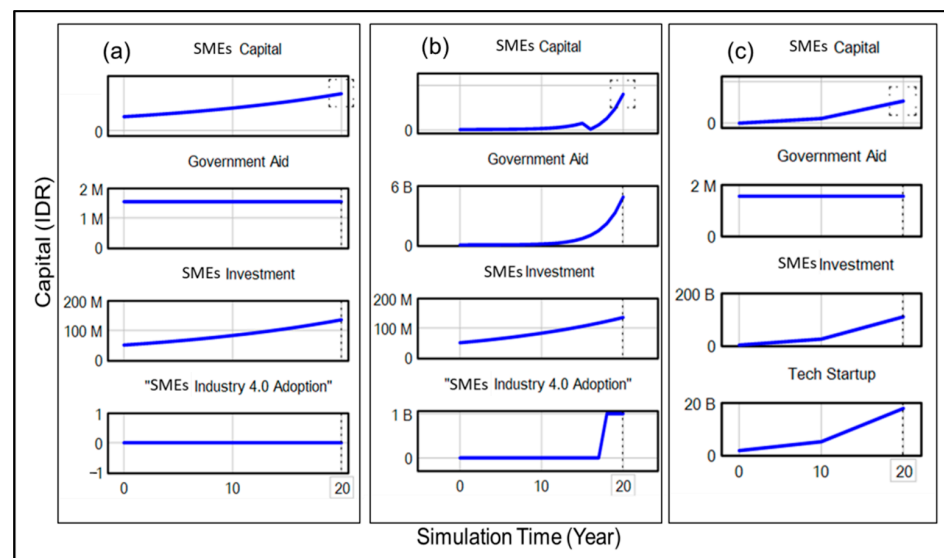 Capital (IDR)
(a)
SMEs Capital
0
Government Aid
2 M
1 M
0
SMEs Investment
200 M
100 M
0
"SMEs Industry 4.0 Adoption"
1
0
−1
0
10
20
(b)
SMEs Capital
0
Government Aid
6 B
0
SMEs Investment
200 M
100 M
0
"SMEs Industry 4.0 Adoption"
1 B
0
0
10
20
(c)
SMEs Capital
0
Government Aid
2 M
0
SMEs Investment
200 B
0
Tech Startup
20 B
0
0
10
20
Simulation Time (Year)